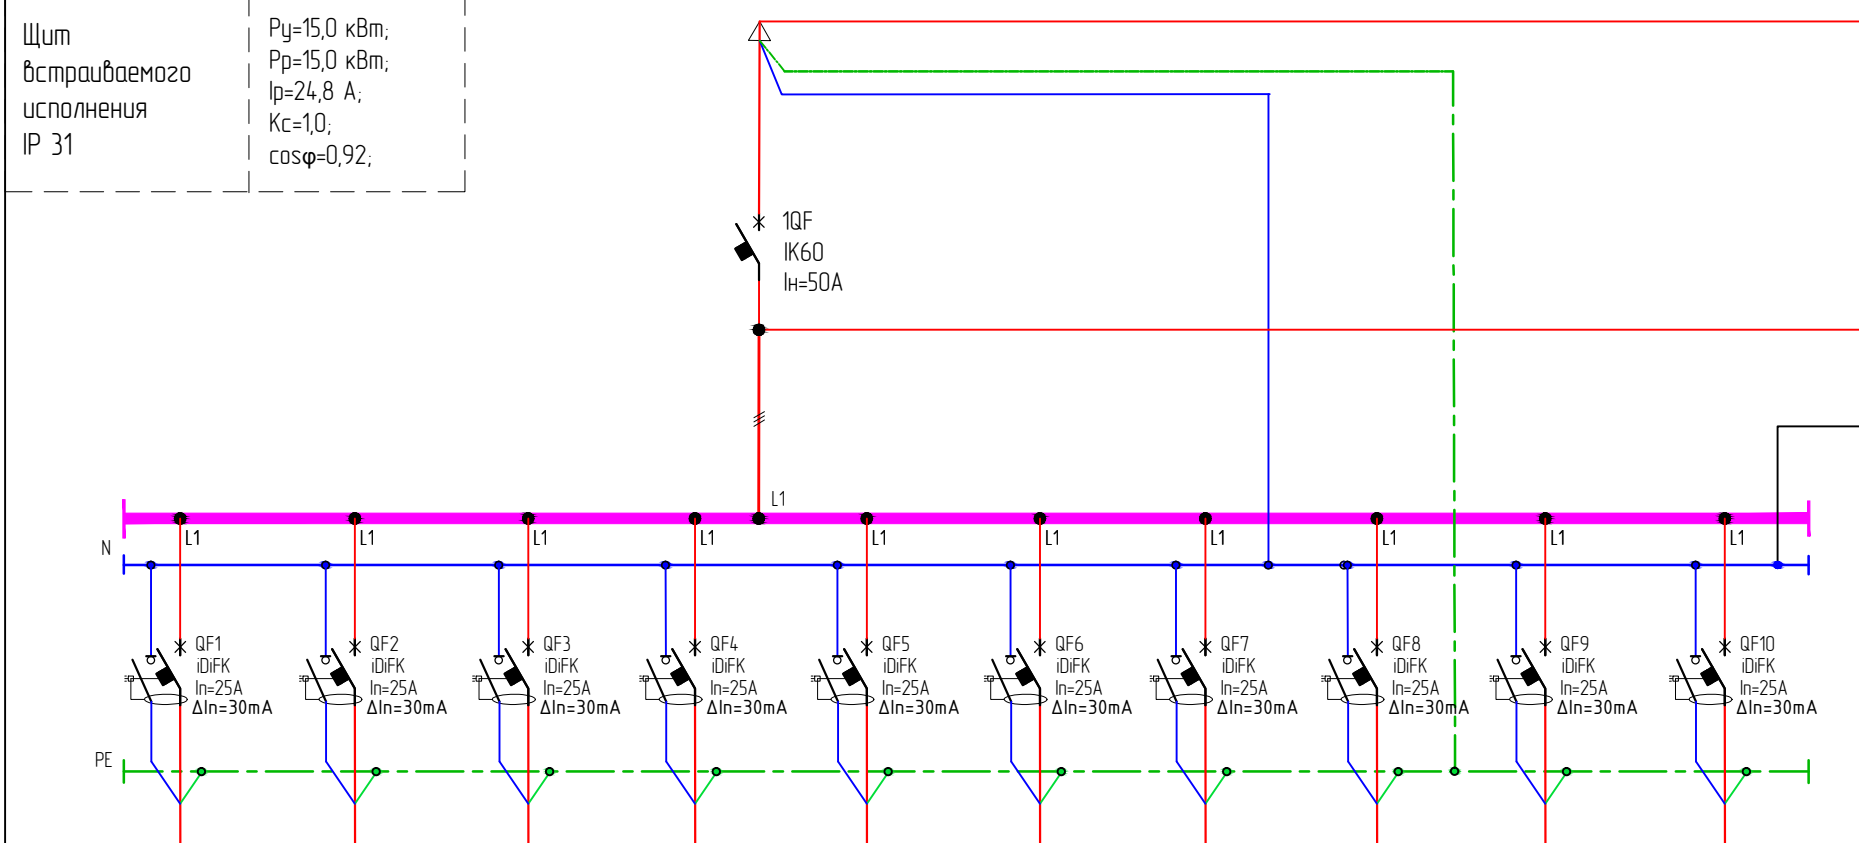 Щит
встраиваемого
исполнения
IP 31
Ру=15,0 кВт;
Рр=15,0 кВт;
Iр=24,8 А;
Кс=1,0;
cosφ=0,92;
1QF
IK60
Iн=50А
L1
L1
L1
L1
L1
L1
L1
L1
L1
L1
L1
N
QF1
iDiFK
In=25A
ΔIn=30mA
QF2
iDiFK
In=25A
ΔIn=30mA
QF3
iDiFK
In=25A
ΔIn=30mA
QF4
iDiFK
In=25A
ΔIn=30mA
QF5
iDiFK
In=25A
ΔIn=30mA
QF6
iDiFK
In=25A
ΔIn=30mA
QF7
iDiFK
In=25A
ΔIn=30mA
QF8
iDiFK
In=25A
ΔIn=30mA
QF9
iDiFK
In=25A
ΔIn=30mA
QF10
iDiFK
In=25A
ΔIn=30mA
PE